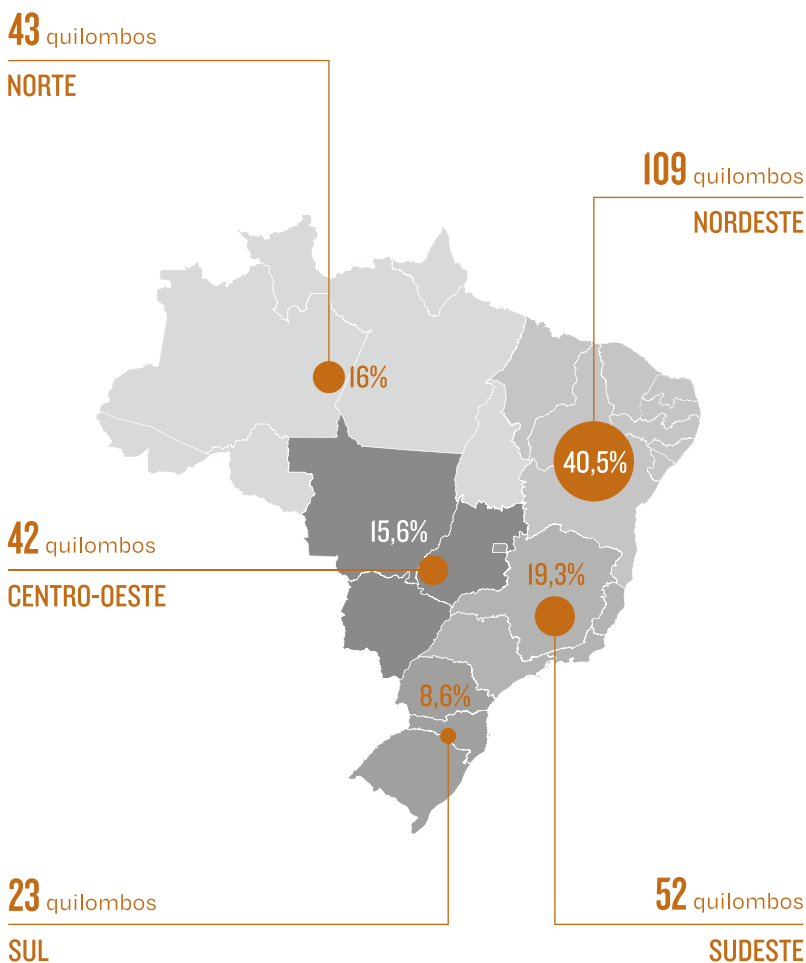 43 quilombos
NORTE
109 quilombos
NORDESTE
16%
40,5%
15,6%
42 quilombos
CENTRO-OESTE
19,3%
8,6%
23 quilombos
SUL
52 quilombos
SUDESTE